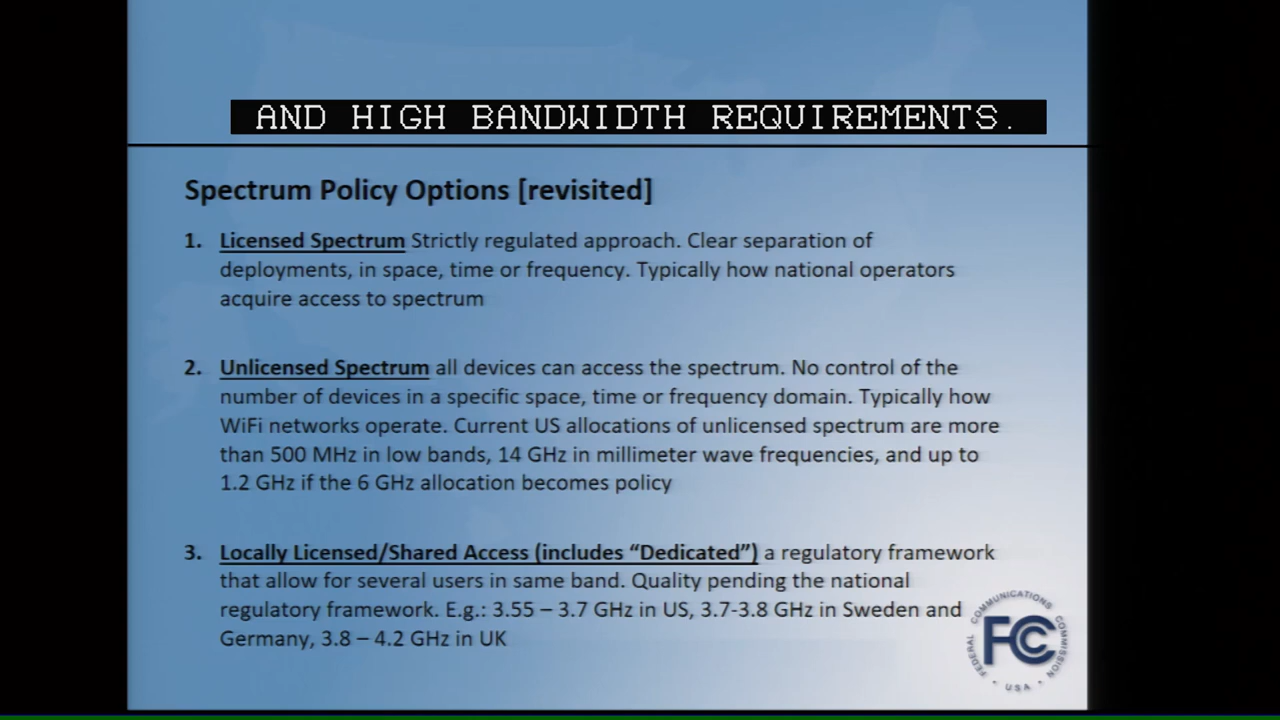 AND HIGH BANDWIDTH REQUIREMENTS.
Spectrum Policy Options [revisited]
1. Licensed Spectrum Strictly regulated approach. Clear separation of
deployments, in space, time or frequency. Typically how national operators
acquire access to spectrum
2. Unlicensed Spectrum all devices can access the spectrum. No control of the
number of devices in a specific space, time or frequency domain. Typically how
WiFi networks operate. Current US allocations of unlicensed spectrum are more
than 500 MHz in low bands, 14 GHz in millimeter wave frequencies, and up to
1.2 GHz if the 6 GHz allocation becomes policy
3. Locally Licensed/Shared Access (includes “Dedicated”) a regulatory framework
that allow for several users in same band. Quality pending the national
regulatory framework. E.g.: 3.55 – 3.7 GHz in US, 3.7-3.8 GHz in Sweden and
Germany, 3.8 – 4.2 GHz in UK
FEDERAL COMMUNICATIONS COMMISSION
FCC
• USA •